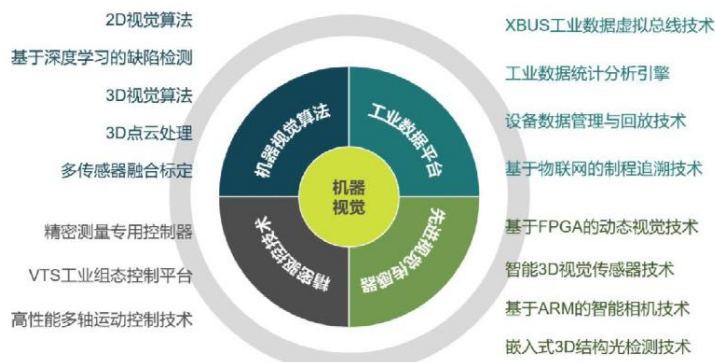 2D视觉算法
基于深度学习的缺陷检测
3D视觉算法
3D点云处理
多传感器融合标定
精密测量专用控制器
VTS工业组态控制平台
高性能多轴运动控制技术
机器视觉算法
工业数据平台
机器
视觉
精密驱控技术
先进视觉传感器
XBUS工业数据虚拟总线技术
工业数据统计分析引擎
设备数据管理与回放技术
基于物联网的制程追溯技术
基于FPGA的动态视觉技术
智能3D视觉传感器技术
基于ARM的智能相机技术
嵌入式3D结构光检测技术